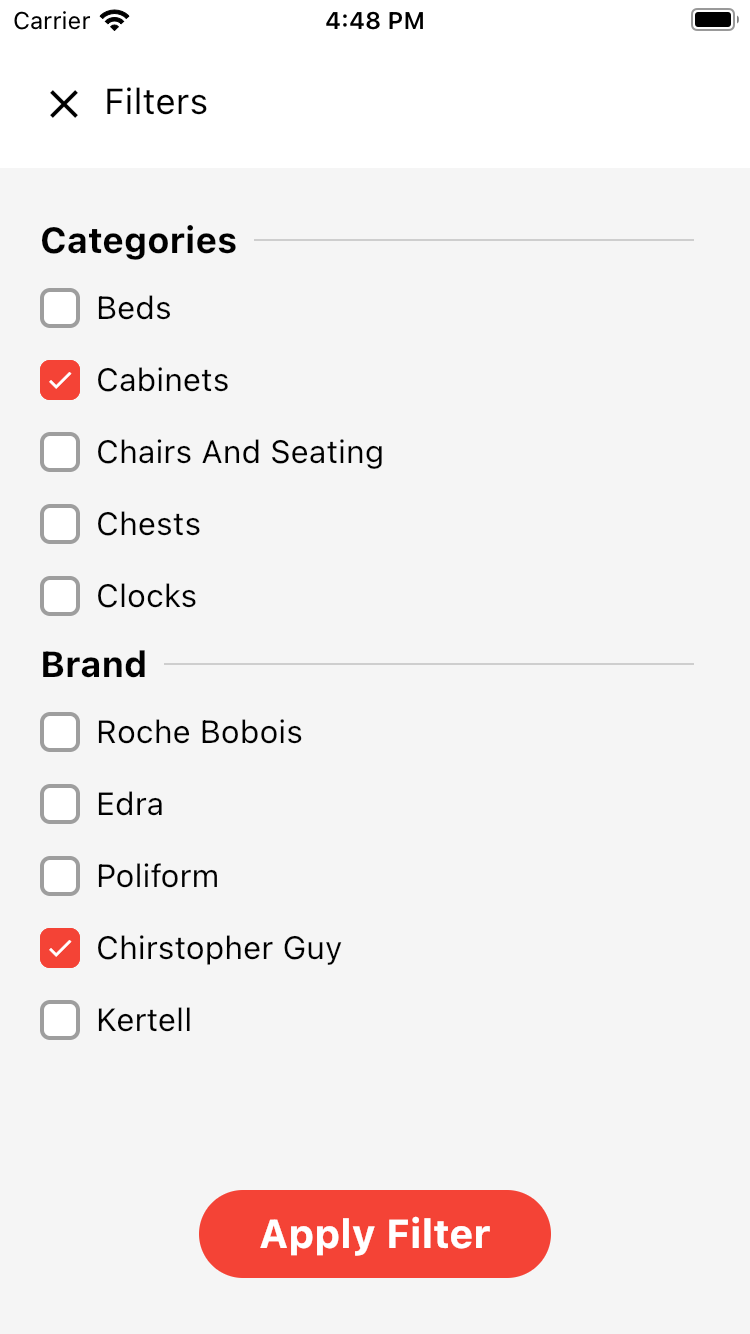 Carrier 4:48 PM
Filters
Categories
Beds
Cabinets
Chairs And Seating
Chests
Clocks
Brand
Roche Bobois
Edra
Poliform
Chirstopher Guy
Kertell
Apply Filter